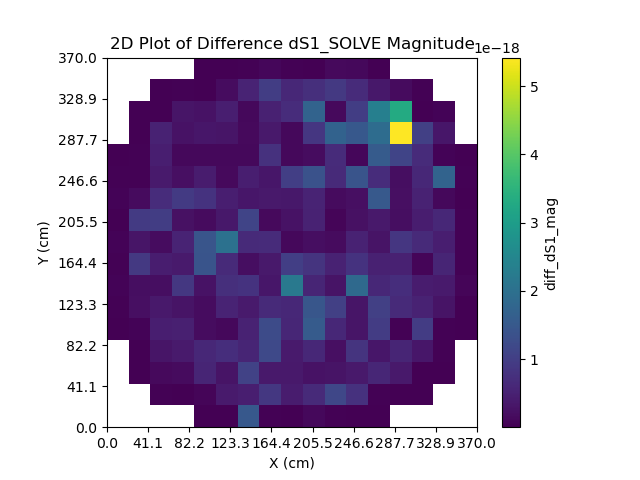 2D Plot of Difference dS1_SOLVE Magnitude
1e−18
370.0
328.9
287.7
246.6
205.5
164.4
123.3
82.2
41.1
0.0
Y (cm)
0.0 41.1 82.2 123.3 164.4 205.5 246.6 287.7 328.9 370.0
X (cm)
5
4
3
2
1
diff_dS1_mag